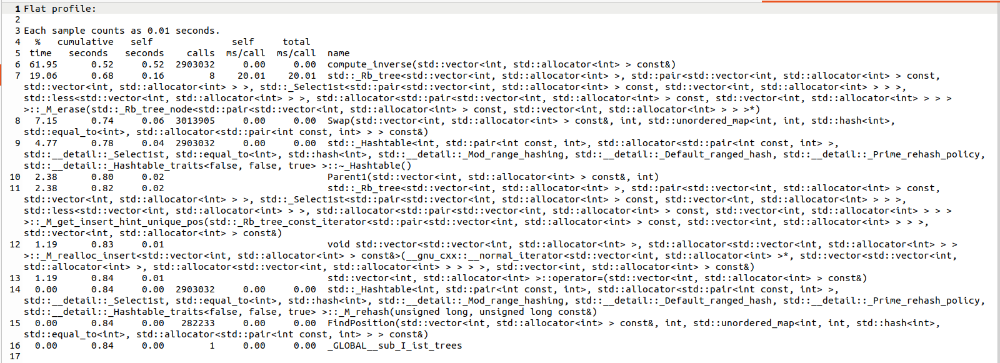 1 Flat profile:
2
3 Each sample counts as 0.01 seconds.
4   %   cumulative   self              self     total
5  time   seconds   seconds    calls  ms/call  ms/call  name
6 61.95      0.52     0.52  2903032     0.00     0.00  compute_inverse(std::vector<int, std::allocator<int> > const&)
7 19.06      0.68     0.16        8    20.01    20.01  std::_Rb_tree<std::vector<int, std::allocator<int> >, std::pair<std::vector<int, std::allocator<int> > const,
std::vector<int, std::allocator<int> > >, std::_Select1st<std::pair<std::vector<int, std::allocator<int> > const, std::vector<int, std::allocator<int> > > >,
std::less<std::vector<int, std::allocator<int> > >, std::allocator<std::pair<std::vector<int, std::allocator<int> > const, std::vector<int, std::allocator<int> > > >
>::_M_erase(std::_Rb_tree_node<std::pair<std::vector<int, std::allocator<int> > const, std::vector<int, std::allocator<int> > > >*)
8  7.15      0.74     0.06  3013905     0.00     0.00  Swap(std::vector<int, std::allocator<int> > const&, int, std::unordered_map<int, int, std::hash<int>,
std::equal_to<int>, std::allocator<std::pair<int const, int> > > const&)
9  4.77      0.78     0.04  2903032     0.00     0.00  std::_Hashtable<int, std::pair<int const, int>, std::allocator<std::pair<int const, int> >,
std::__detail::_Select1st, std::equal_to<int>, std::hash<int>, std::__detail::_Mod_range_hashing, std::__detail::_Default_ranged_hash, std::__detail::_Prime_rehash_policy,
std::__detail::_Hashtable_traits<false, false, true> >::~_Hashtable()
10  2.38      0.80     0.02                             Parent1(std::vector<int, std::allocator<int> > const&, int)
11  2.38      0.82     0.02                             std::_Rb_tree<std::vector<int, std::allocator<int> >, std::pair<std::vector<int, std::allocator<int> > const,
std::vector<int, std::allocator<int> > >, std::_Select1st<std::pair<std::vector<int, std::allocator<int> > const, std::vector<int, std::allocator<int> > > >,
std::less<std::vector<int, std::allocator<int> > >, std::allocator<std::pair<std::vector<int, std::allocator<int> > const, std::vector<int, std::allocator<int> > > >
>::_M_get_insert_hint_unique_pos(std::_Rb_tree_const_iterator<std::pair<std::vector<int, std::allocator<int> > const, std::vector<int, std::allocator<int> > > >,
std::vector<int, std::allocator<int> > const&)
12  1.19      0.83     0.01                             void std::vector<std::vector<int, std::allocator<int> >, std::allocator<std::vector<int, std::allocator<int> > >
>::_M_realloc_insert<std::vector<int, std::allocator<int> > const&>(__gnu_cxx::__normal_iterator<std::vector<int, std::allocator<int> >*, std::vector<std::vector<int,
std::allocator<int> >, std::allocator<std::vector<int, std::allocator<int> > > > >, std::vector<int, std::allocator<int> > const&)
13  1.19      0.84     0.01                             std::vector<int, std::allocator<int> >::operator=(std::vector<int, std::allocator<int> > const&)
14  0.00      0.84     0.00  2903032     0.00     0.00  std::_Hashtable<int, std::pair<int const, int>, std::allocator<std::pair<int const, int> >,
std::__detail::_Select1st, std::equal_to<int>, std::hash<int>, std::__detail::_Mod_range_hashing, std::__detail::_Default_ranged_hash, std::__detail::_Prime_rehash_policy,
std::__detail::_Hashtable_traits<false, false, true> >::_M_rehash(unsigned long, unsigned long const&)
15  0.00      0.84     0.00   282233     0.00     0.00  FindPosition(std::vector<int, std::allocator<int> > const&, int, std::unordered_map<int, int, std::hash<int>,
std::equal_to<int>, std::allocator<std::pair<int const, int> > > const&)
16  0.00      0.84     0.00        1     0.00     0.00  _GLOBAL__sub_I_ist_trees
17